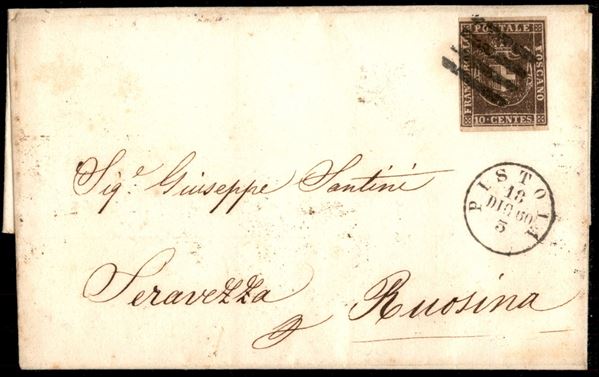 FRANCOBOLLO
POSTALE
TOSCANO
10 CENTES
PISTOIA
18
DIC 60
5
Sig.e Giuseppe Santini
Seravezza
Ruosina